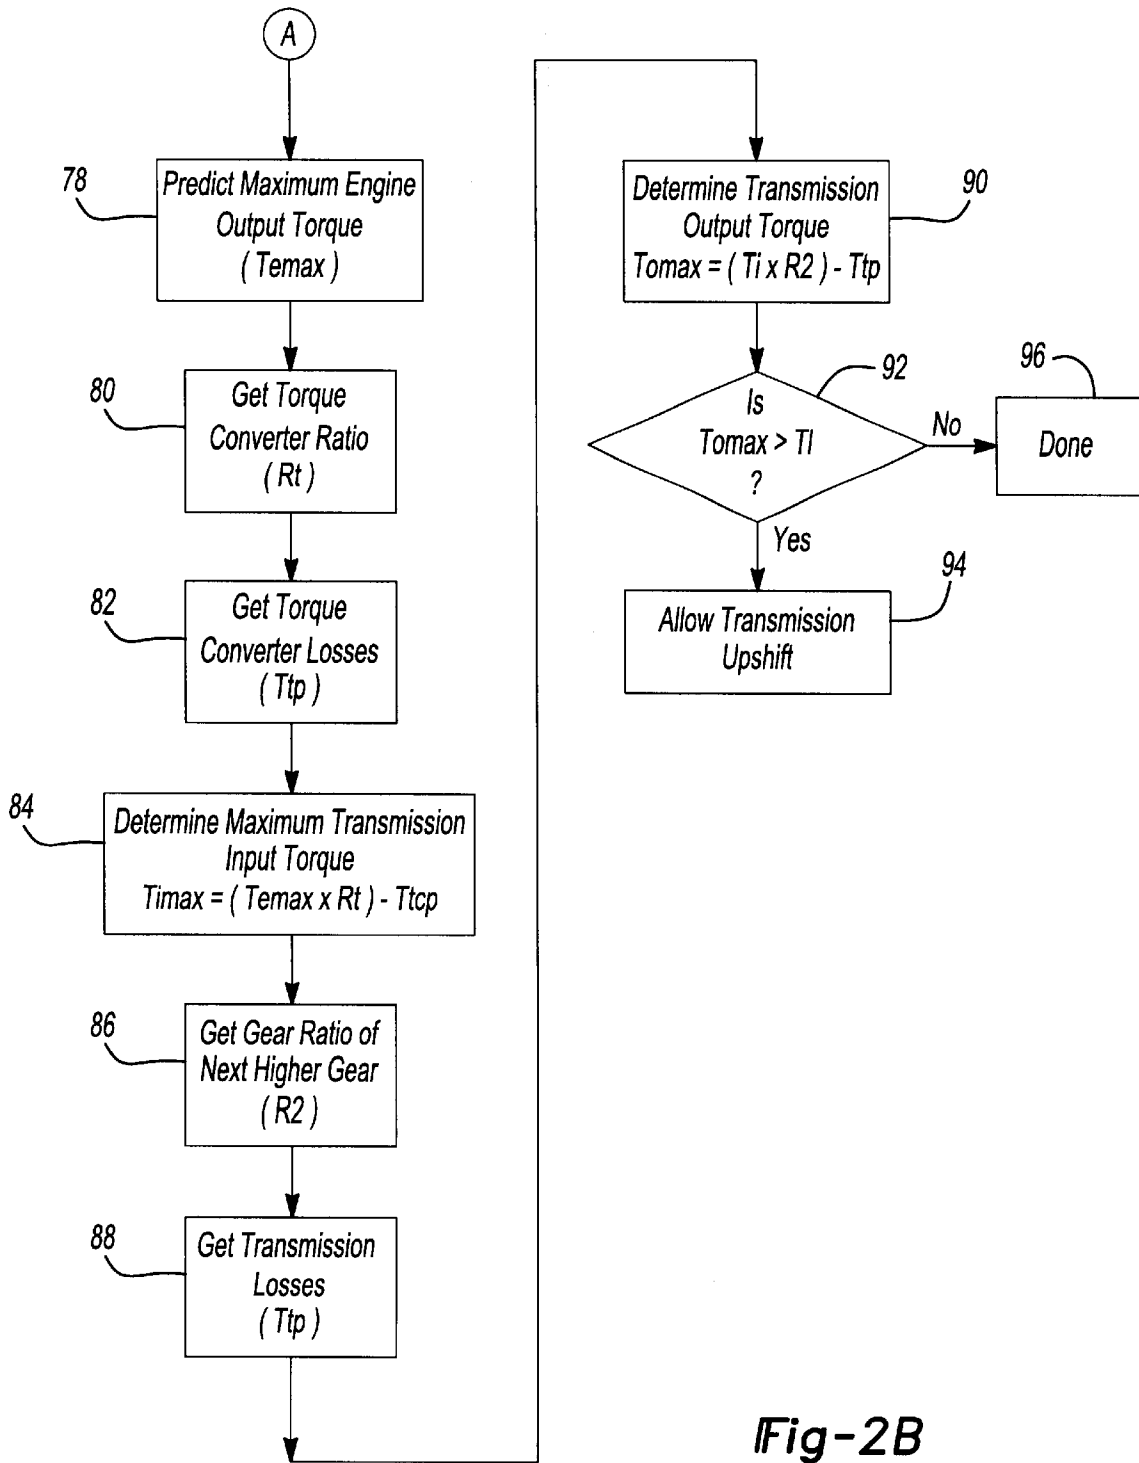 A
78
Predict Maximum Engine
Output Torque
( Temax )
80
Get Torque
Converter Ratio
( Rt )
82
Get Torque
Converter Losses
( Ttp )
84
Determine Maximum Transmission
Input Torque
Timax = ( Temax x Rt ) - Ttcp
86
Get Gear Ratio of
Next Higher Gear
( R2 )
88
Get Transmission
Losses
( Ttp )
90
Determine Transmission
Output Torque
Tomax = ( Ti x R2 ) - Ttp
92
Is
Tomax > Tl
?
No
96
Done
Yes
94
Allow Transmission
Upshift
Fig-2B